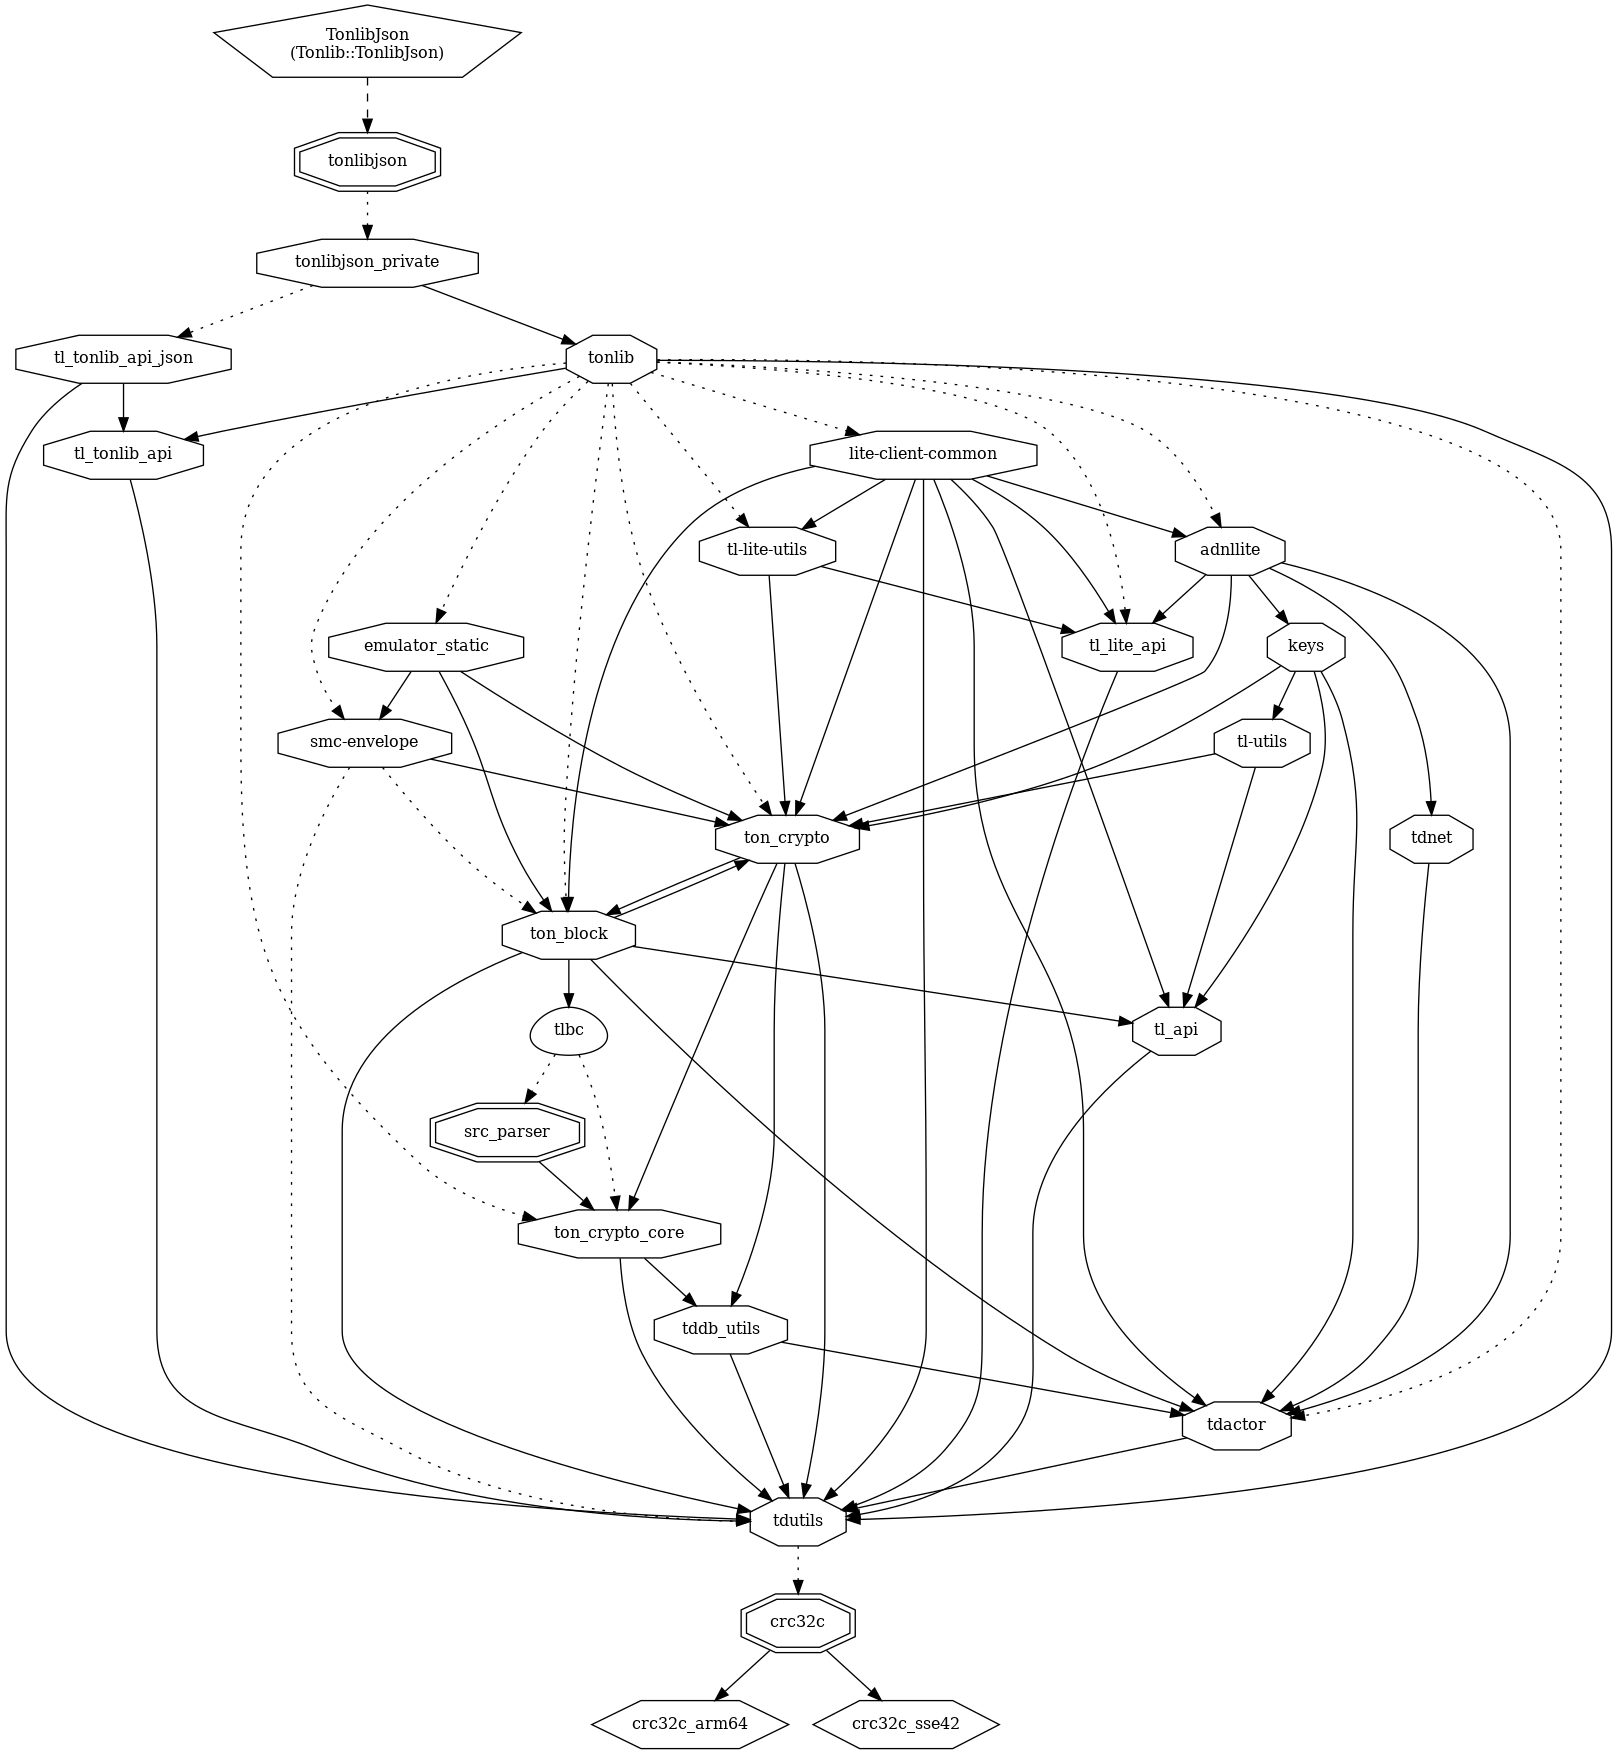 TonlibJson
(Tonlib::TonlibJson)
tonlibjson
tonlibjson_private
tl_tonlib_api_json
tonlib
tl_tonlib_api
lite-client-common
tl-lite-utils
adnllite
emulator_static
tl_lite_api
keys
smc-envelope
tl-utils
ton_crypto
tdnet
ton_block
tlbc
tl_api
src_parser
ton_crypto_core
tddb_utils
tdactor
tdutils
crc32c
crc32c_arm64
crc32c_sse42